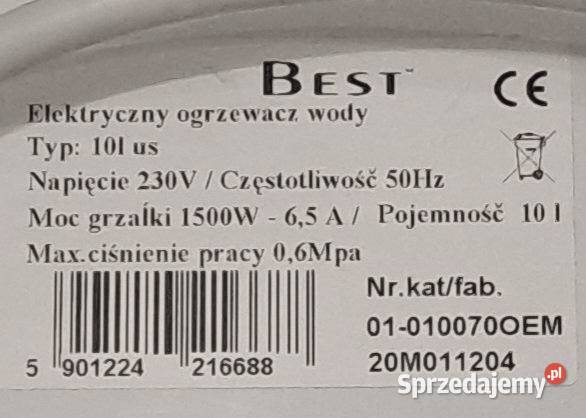 BEST™
CE
Elektryczny ogrzewacz wody
Typ: 10l us
Napięcie 230V / Częstotliwość 50Hz
Moc grzałki 1500W - 6,5 A / Pojemność 10 l
Max.ciśnienie pracy 0,6Mpa
Nr.kat/fab.
01-010070OEM
20M011204
5 901224 216688
Sprzedajemy.pl